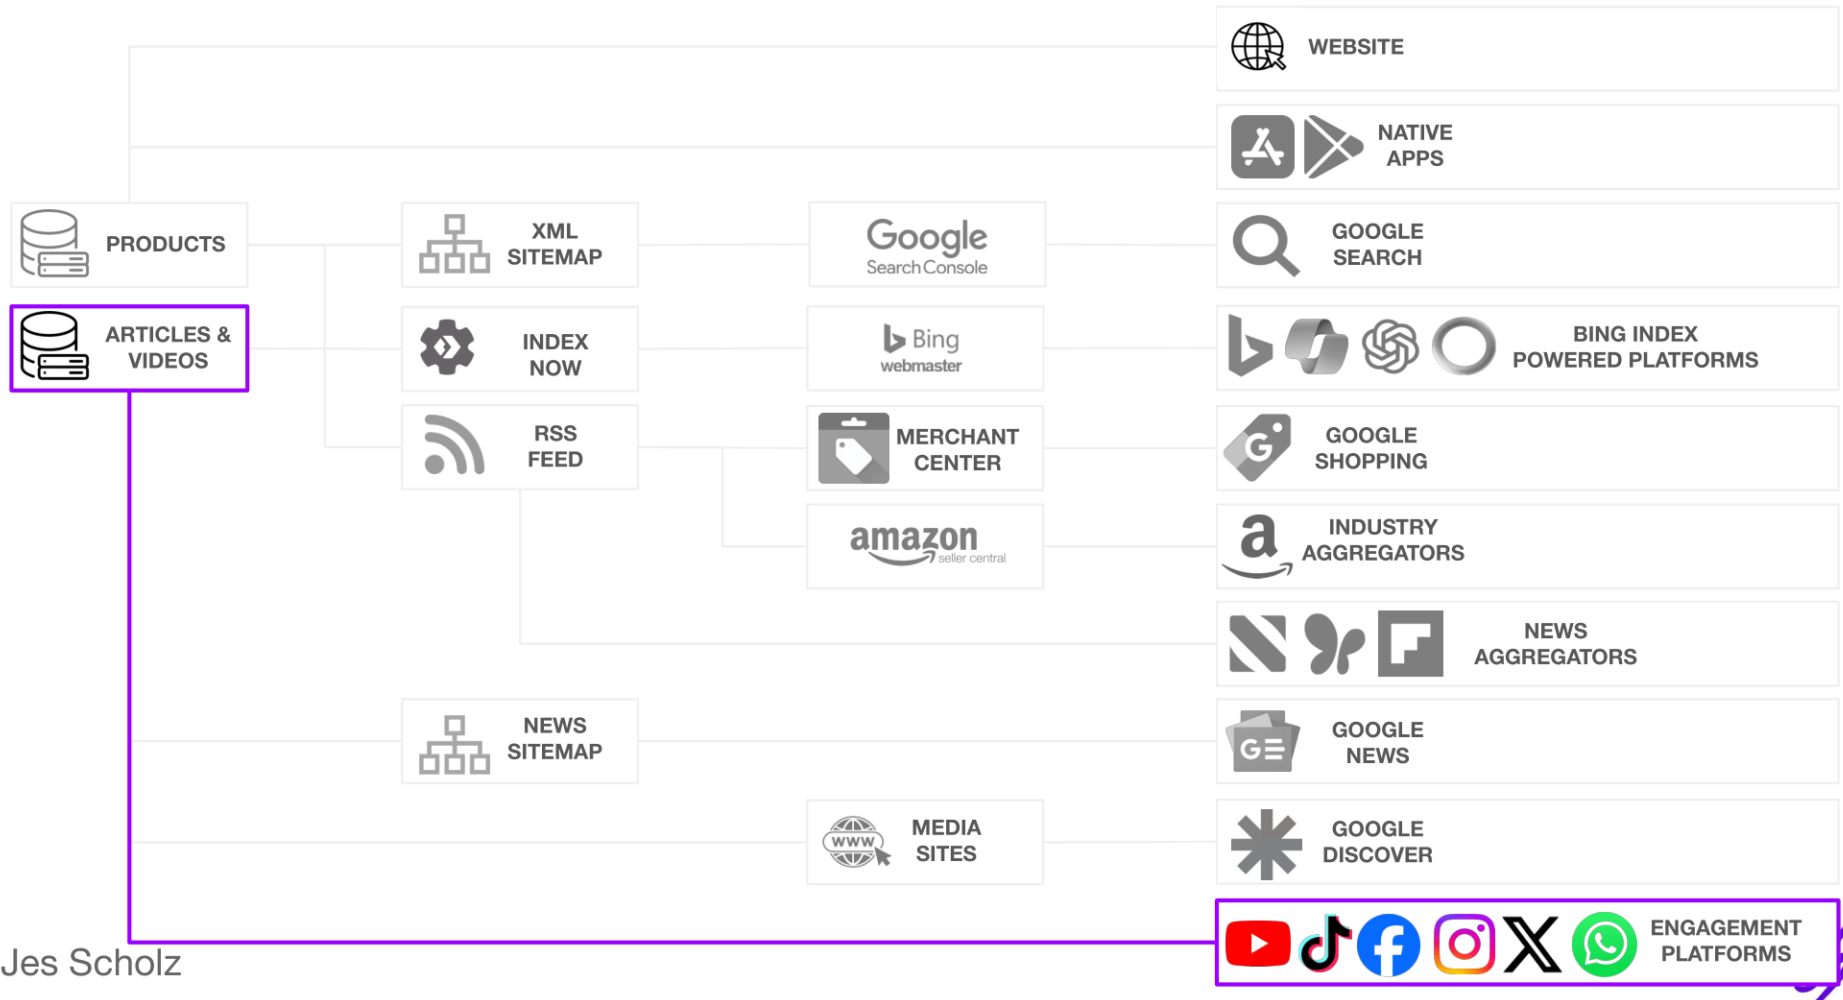 WEBSITE
NATIVE
APPS
PRODUCTS
XML
SITEMAP
Google
Search Console
GOOGLE
SEARCH
ARTICLES &
VIDEOS
INDEX
NOW
Bing
webmaster
BING INDEX
POWERED PLATFORMS
RSS
FEED
MERCHANT
CENTER
G
GOOGLE
SHOPPING
amazon
seller central
a
INDUSTRY
AGGREGATORS
NEWS
AGGREGATORS
NEWS
SITEMAP
G
GOOGLE
NEWS
WWW
MEDIA
SITES
GOOGLE
DISCOVER
ENGAGEMENT
PLATFORMS
Jes Scholz